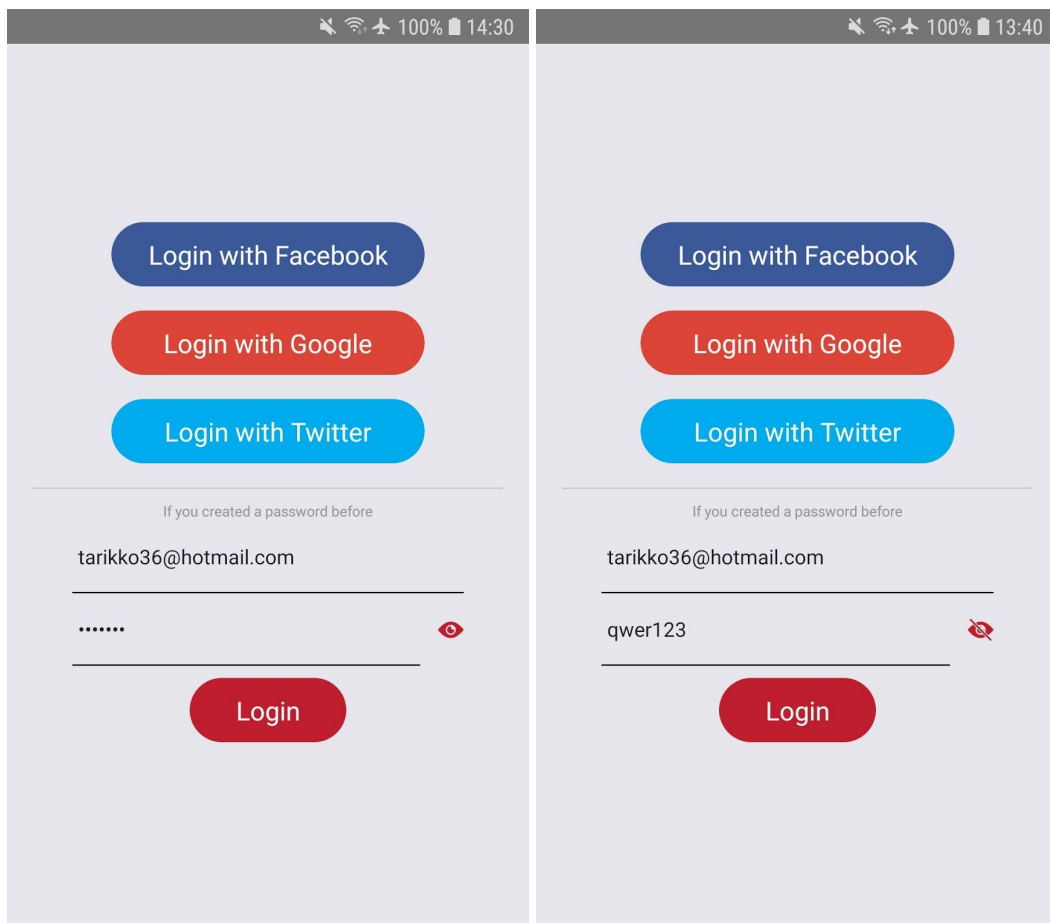 100% 14:30
Login with Facebook
Login with Google
Login with Twitter
If you created a password before
tarikko36@hotmail.com
•••••••
Login
100% 13:40
Login with Facebook
Login with Google
Login with Twitter
If you created a password before
tarikko36@hotmail.com
qwer123
Login